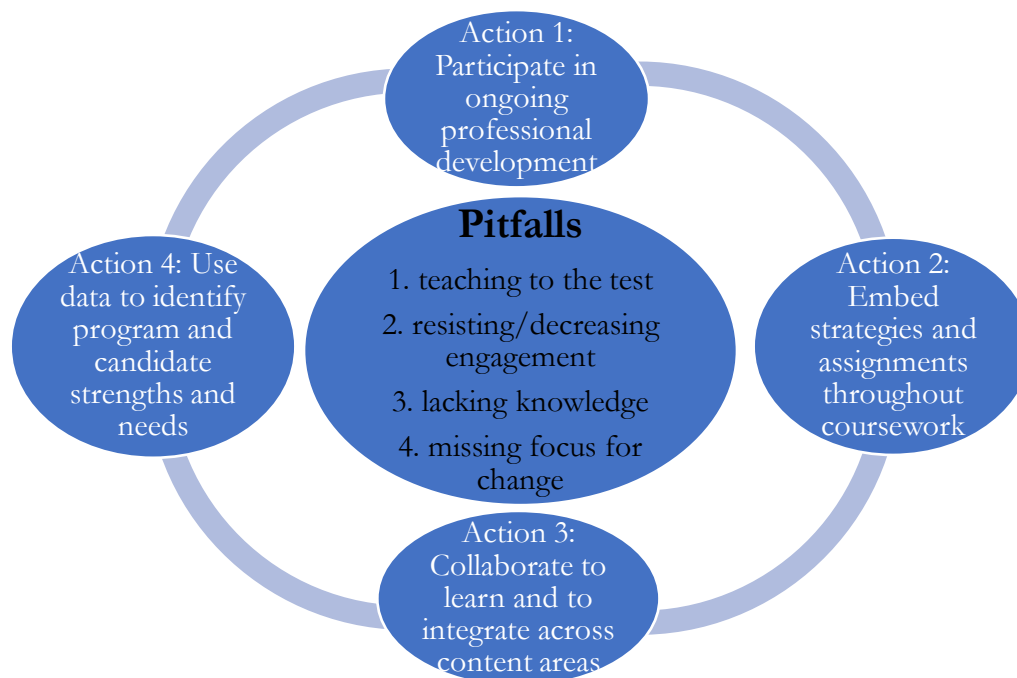 Action 1:
Participate in
ongoing
professional
development
Pitfalls
1. teaching to the test
2. resisting/decreasing
engagement
3. lacking knowledge
4. missing focus for
change
Action 4: Use
data to identify
program and
candidate
strengths and
needs
Action 2:
Embed
strategies and
assignments
throughout
coursework
Action 3:
Collaborate to
learn and to
integrate across
content areas